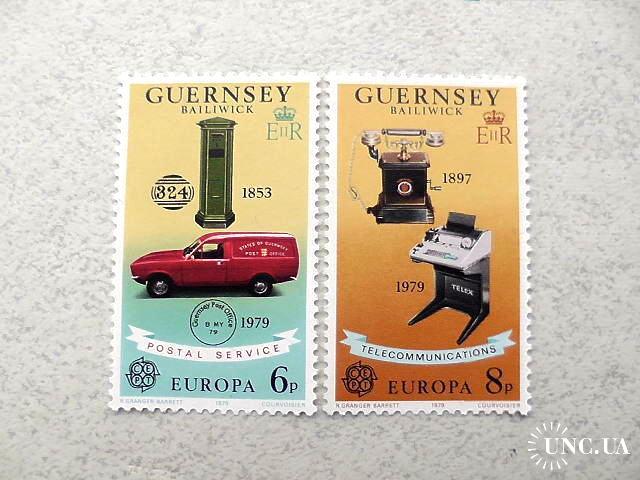 GUERNSEY
BAILIWICK
EIIR
324
1853
STATES OF GUERNSEY
POST OFFICE
Guernsey Post Office
8 MY
79
1979
POSTAL SERVICE
CEPT
EUROPA 6p
R. GRANGER BARRETT 1979 COURVOISIER
GUERNSEY
BAILIWICK
EIIR
1897
1979
TELEX
TELECOMMUNICATIONS
CEPT
EUROPA 8p
R. GRANGER BARRETT 1979 COURVOISIER
UNC.UA